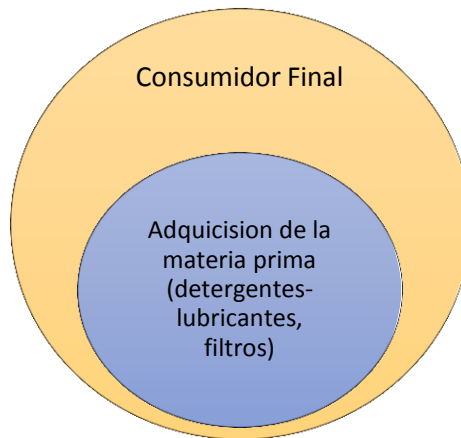 Consumidor Final
Adquicision de la
materia prima
(detergentes-
lubricantes,
filtros)